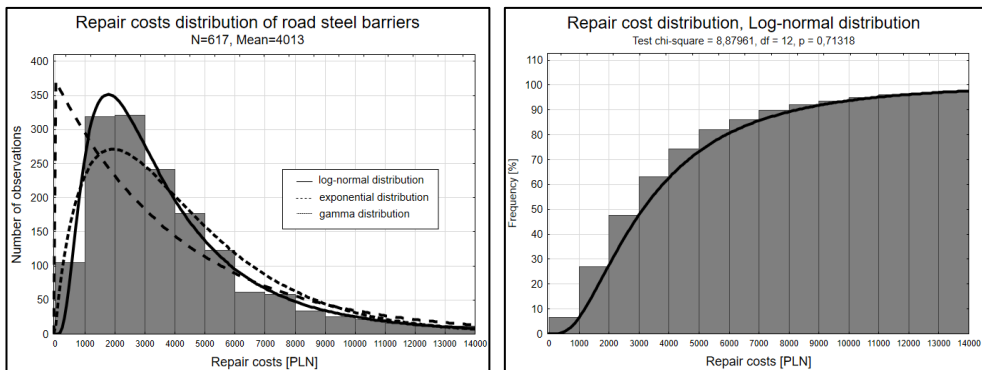 Repair costs distribution of road steel barriers
N=617, Mean=4013
Number of observations
400
350
300
250
200
150
100
50
0
log-normal distribution
exponential distribution
gamma distribution
0 1000 2000 3000 4000 5000 6000 7000 8000 9000 10000 11000 12000 13000 14000
Repair costs [PLN]
Repair cost distribution, Log-normal distribution
Test chi-square = 8,87961, df = 12, p = 0,71318
Frequency [%]
110
100
90
80
70
60
50
40
30
20
10
0
0 1000 2000 3000 4000 5000 6000 7000 8000 9000 10000 11000 12000 13000 14000
Repair costs [PLN]